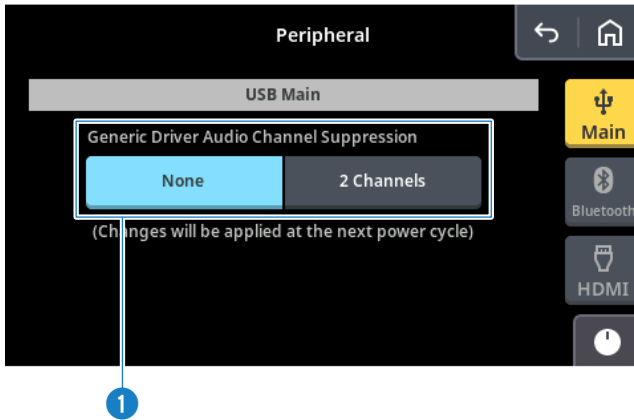 Peripheral
USB Main
Main
Generic Driver Audio Channel Suppression
None
2 Channels
Bluetooth
(Changes will be applied at the next power cycle)
HDMI
1